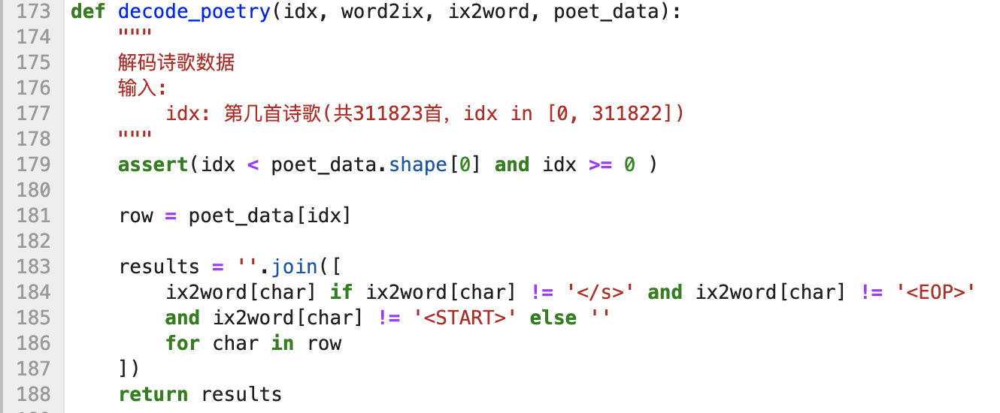 173 def decode_poetry(idx, word2ix, ix2word, poet_data):
174     """
175     解码诗歌数据
176     输入:
177         idx: 第几首诗歌(共311823首，idx in [0, 311822])
178     """
179     assert(idx < poet_data.shape[0] and idx >= 0 )
180
181     row = poet_data[idx]
182
183     results = ''.join([
184         ix2word[char] if ix2word[char] != '</s>' and ix2word[char] != '<EOP>'
185         and ix2word[char] != '<START>' else ''
186         for char in row
187     ])
188     return results